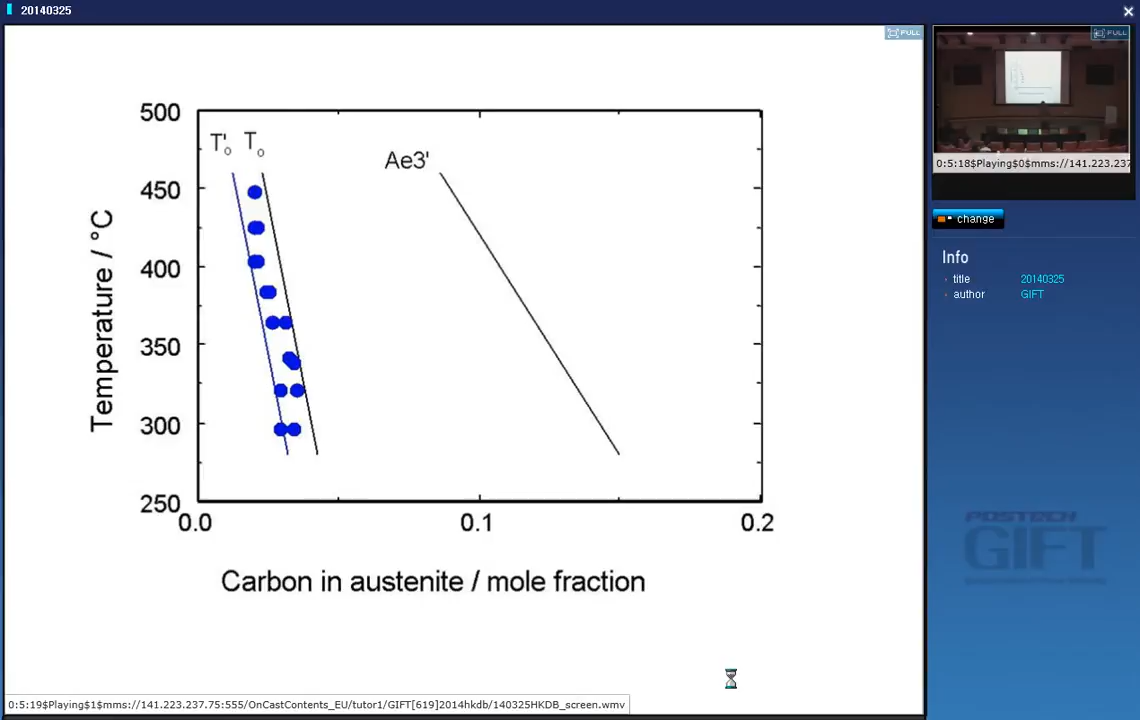 20140325
FULL
FULL
500
T'o To
Ae3'
450
400
350
300
250
0.0
0.1
0.2
Temperature / °C
Carbon in austenite / mole fraction
0:5:18$Playing$0$mms://141.223.237
change
Info
title 20140325
author GIFT
POSTECH
GIFT
0:5:19$Playing$1$mms://141.223.237.75:555/OnCastContents_EU/tutor1/GIFT[619]2014hkdb/140325HKDB_screen.wmv